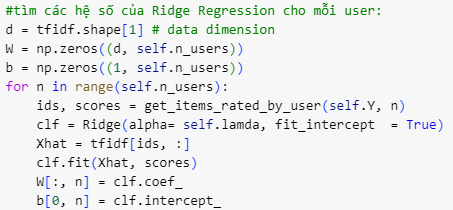 #tìm các hệ số của Ridge Regression cho mỗi user:
d = tfidf.shape[1] # data dimension
W = np.zeros((d, self.n_users))
b = np.zeros((1, self.n_users))
for n in range(self.n_users):
    ids, scores = get_items_rated_by_user(self.Y, n)
    clf = Ridge(alpha= self.lamda, fit_intercept  = True)
    Xhat = tfidf[ids, :]
    clf.fit(Xhat, scores)
    W[:, n] = clf.coef_
    b[0, n] = clf.intercept_